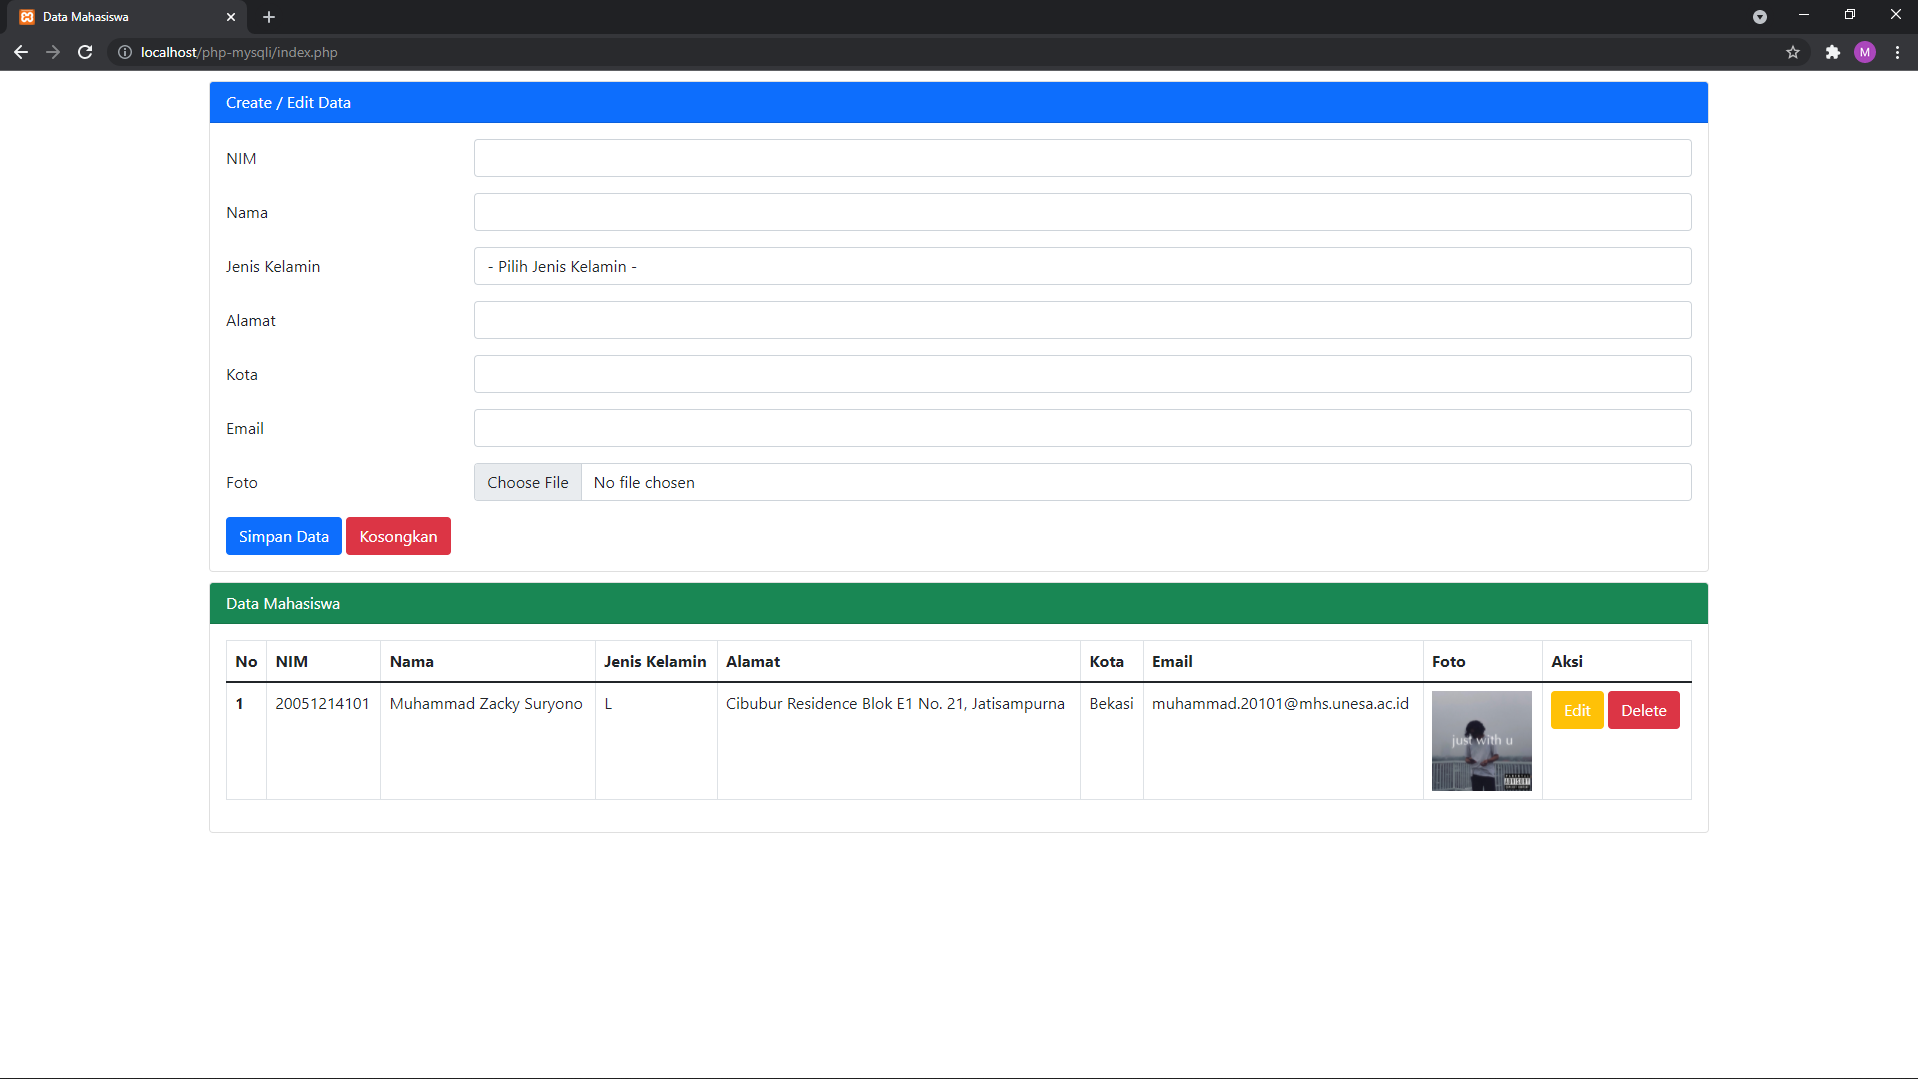 Data Mahasiswa
localhost/php-mysqli/index.php
M
Create / Edit Data
NIM
Nama
Jenis Kelamin - Pilih Jenis Kelamin -
Alamat
Kota
Email
Foto Choose File No file chosen
Simpan Data Kosongkan
Data Mahasiswa
No NIM Nama Jenis Kelamin Alamat Kota Email Foto Aksi
1 20051214101 Muhammad Zacky Suryono L Cibubur Residence Blok E1 No. 21, Jatisampurna Bekasi muhammad.20101@mhs.unesa.ac.id Edit Delete
just with u